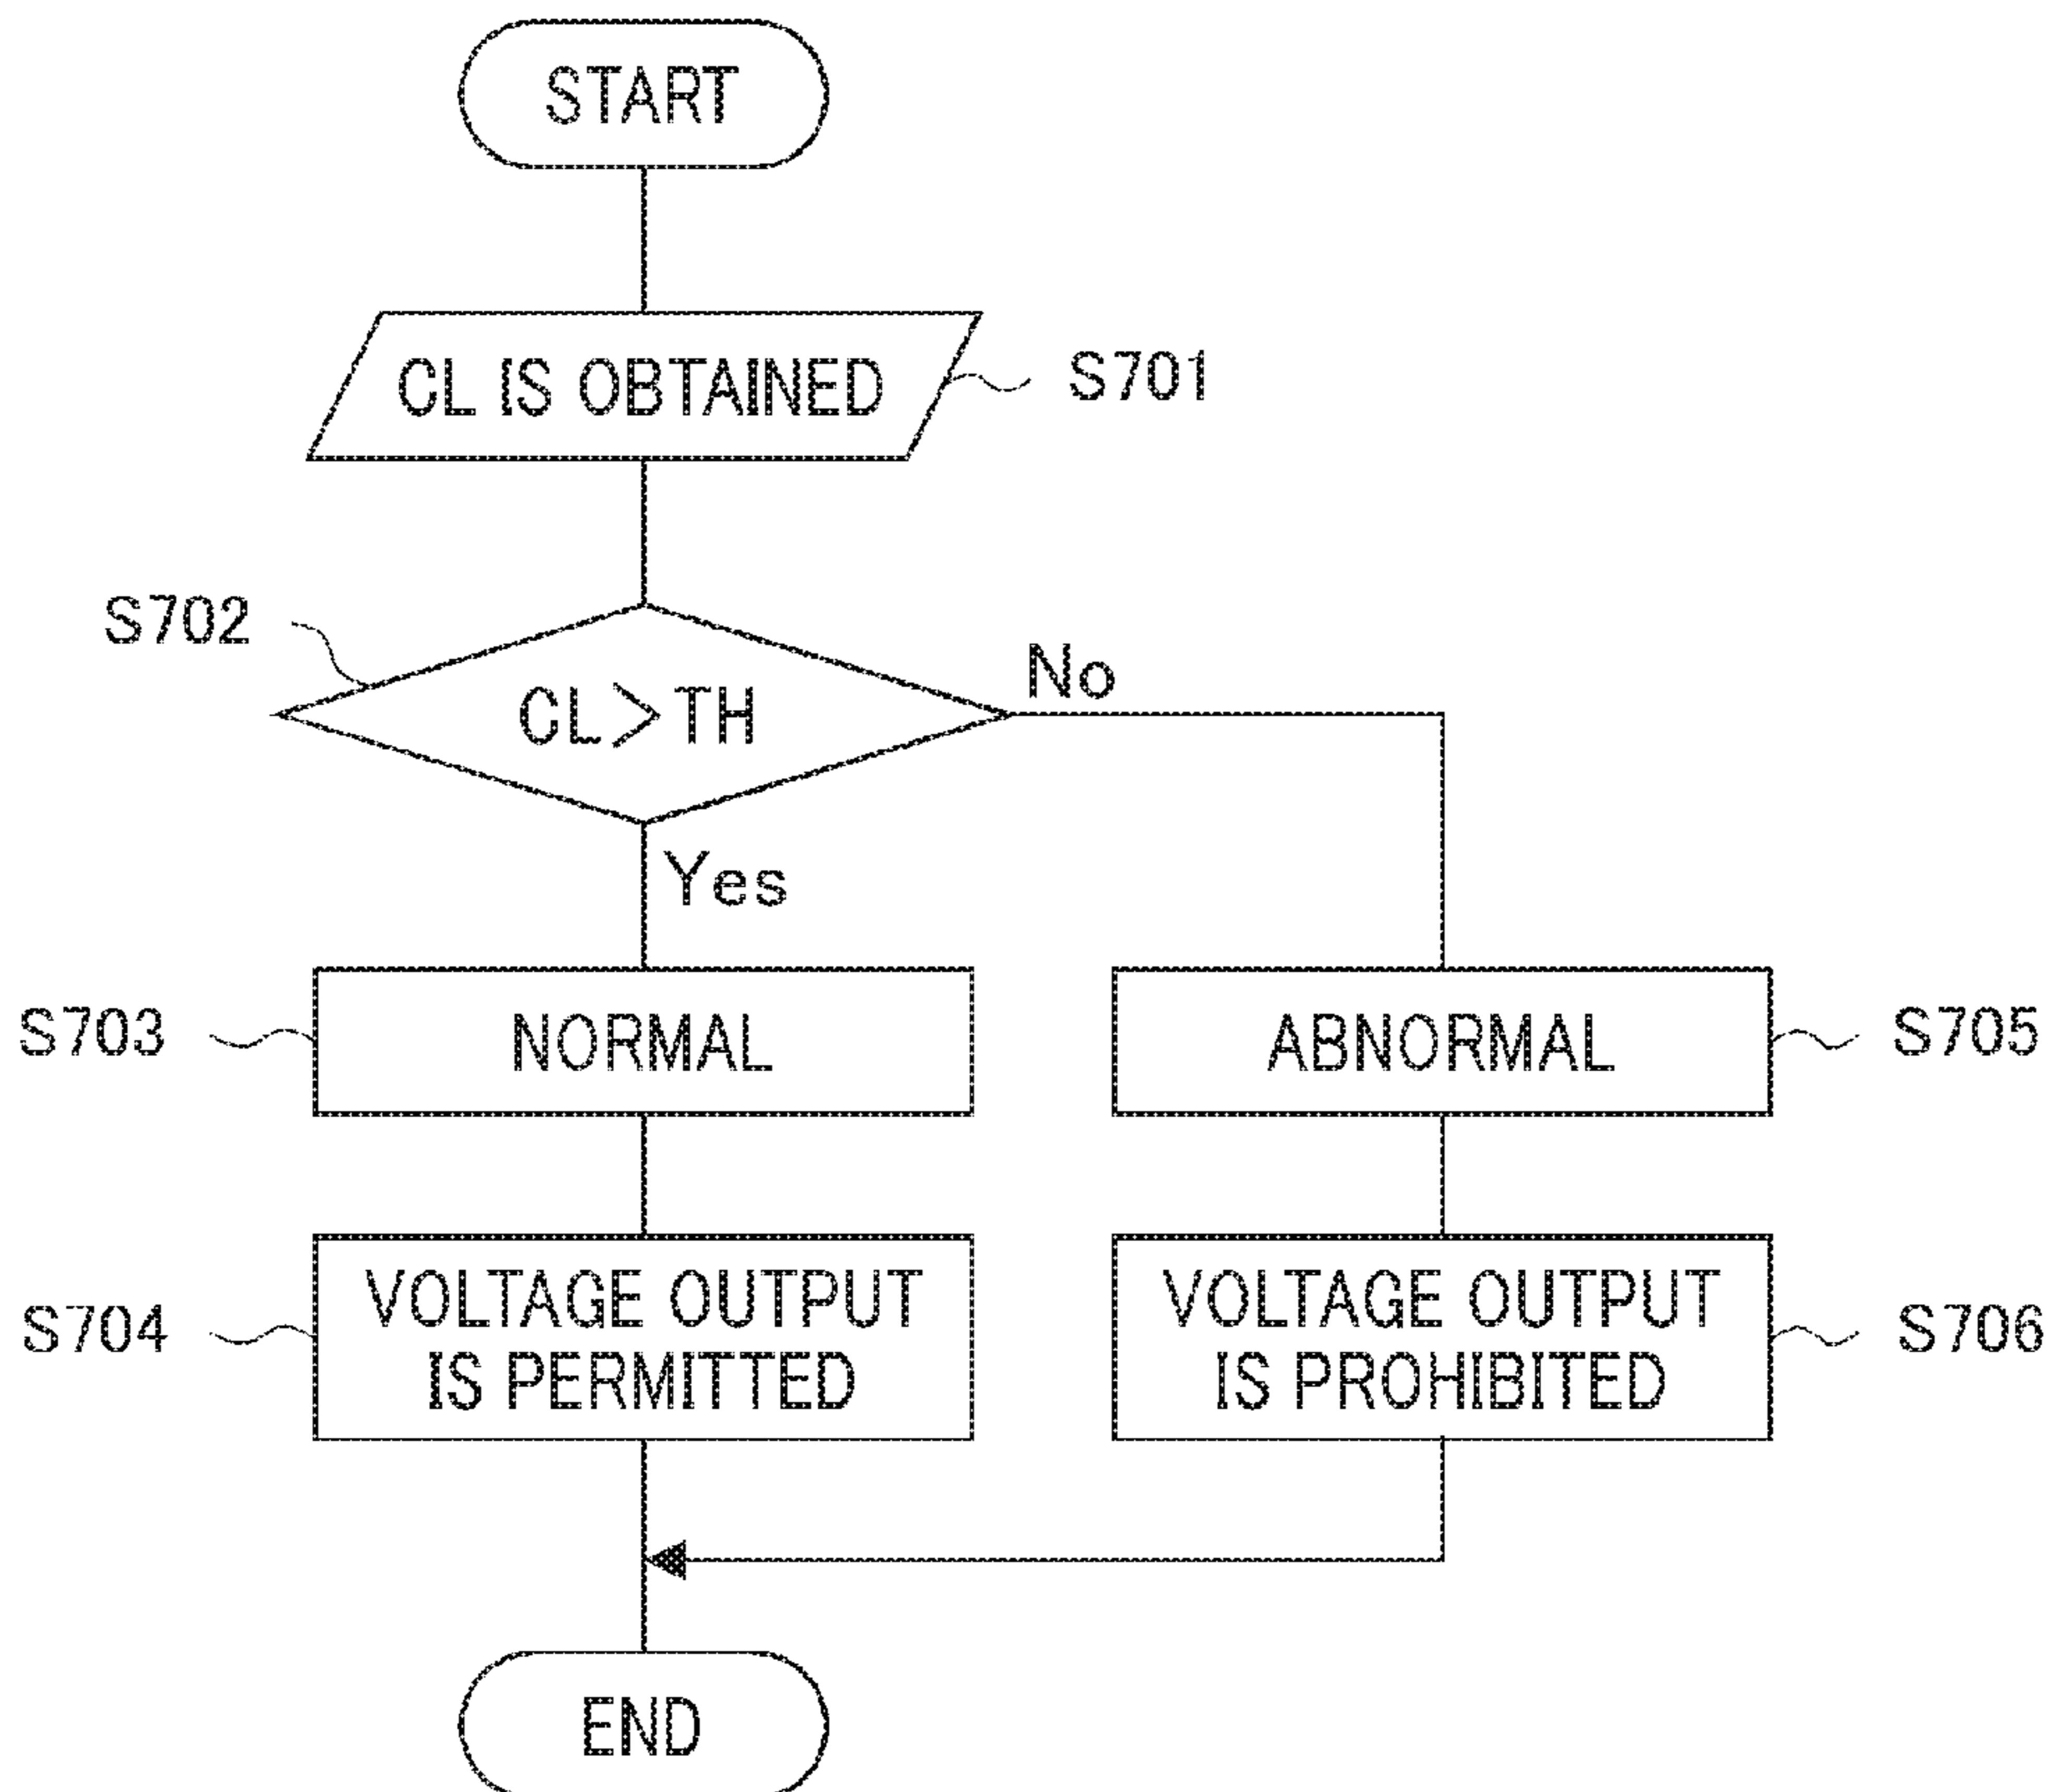 START
CL IS OBTAINED
S701
S702
CL>TH
No
Yes
S703
NORMAL
ABNORMAL
S705
S704
VOLTAGE OUTPUT
IS PERMITTED
VOLTAGE OUTPUT
IS PROHIBITED
S706
END